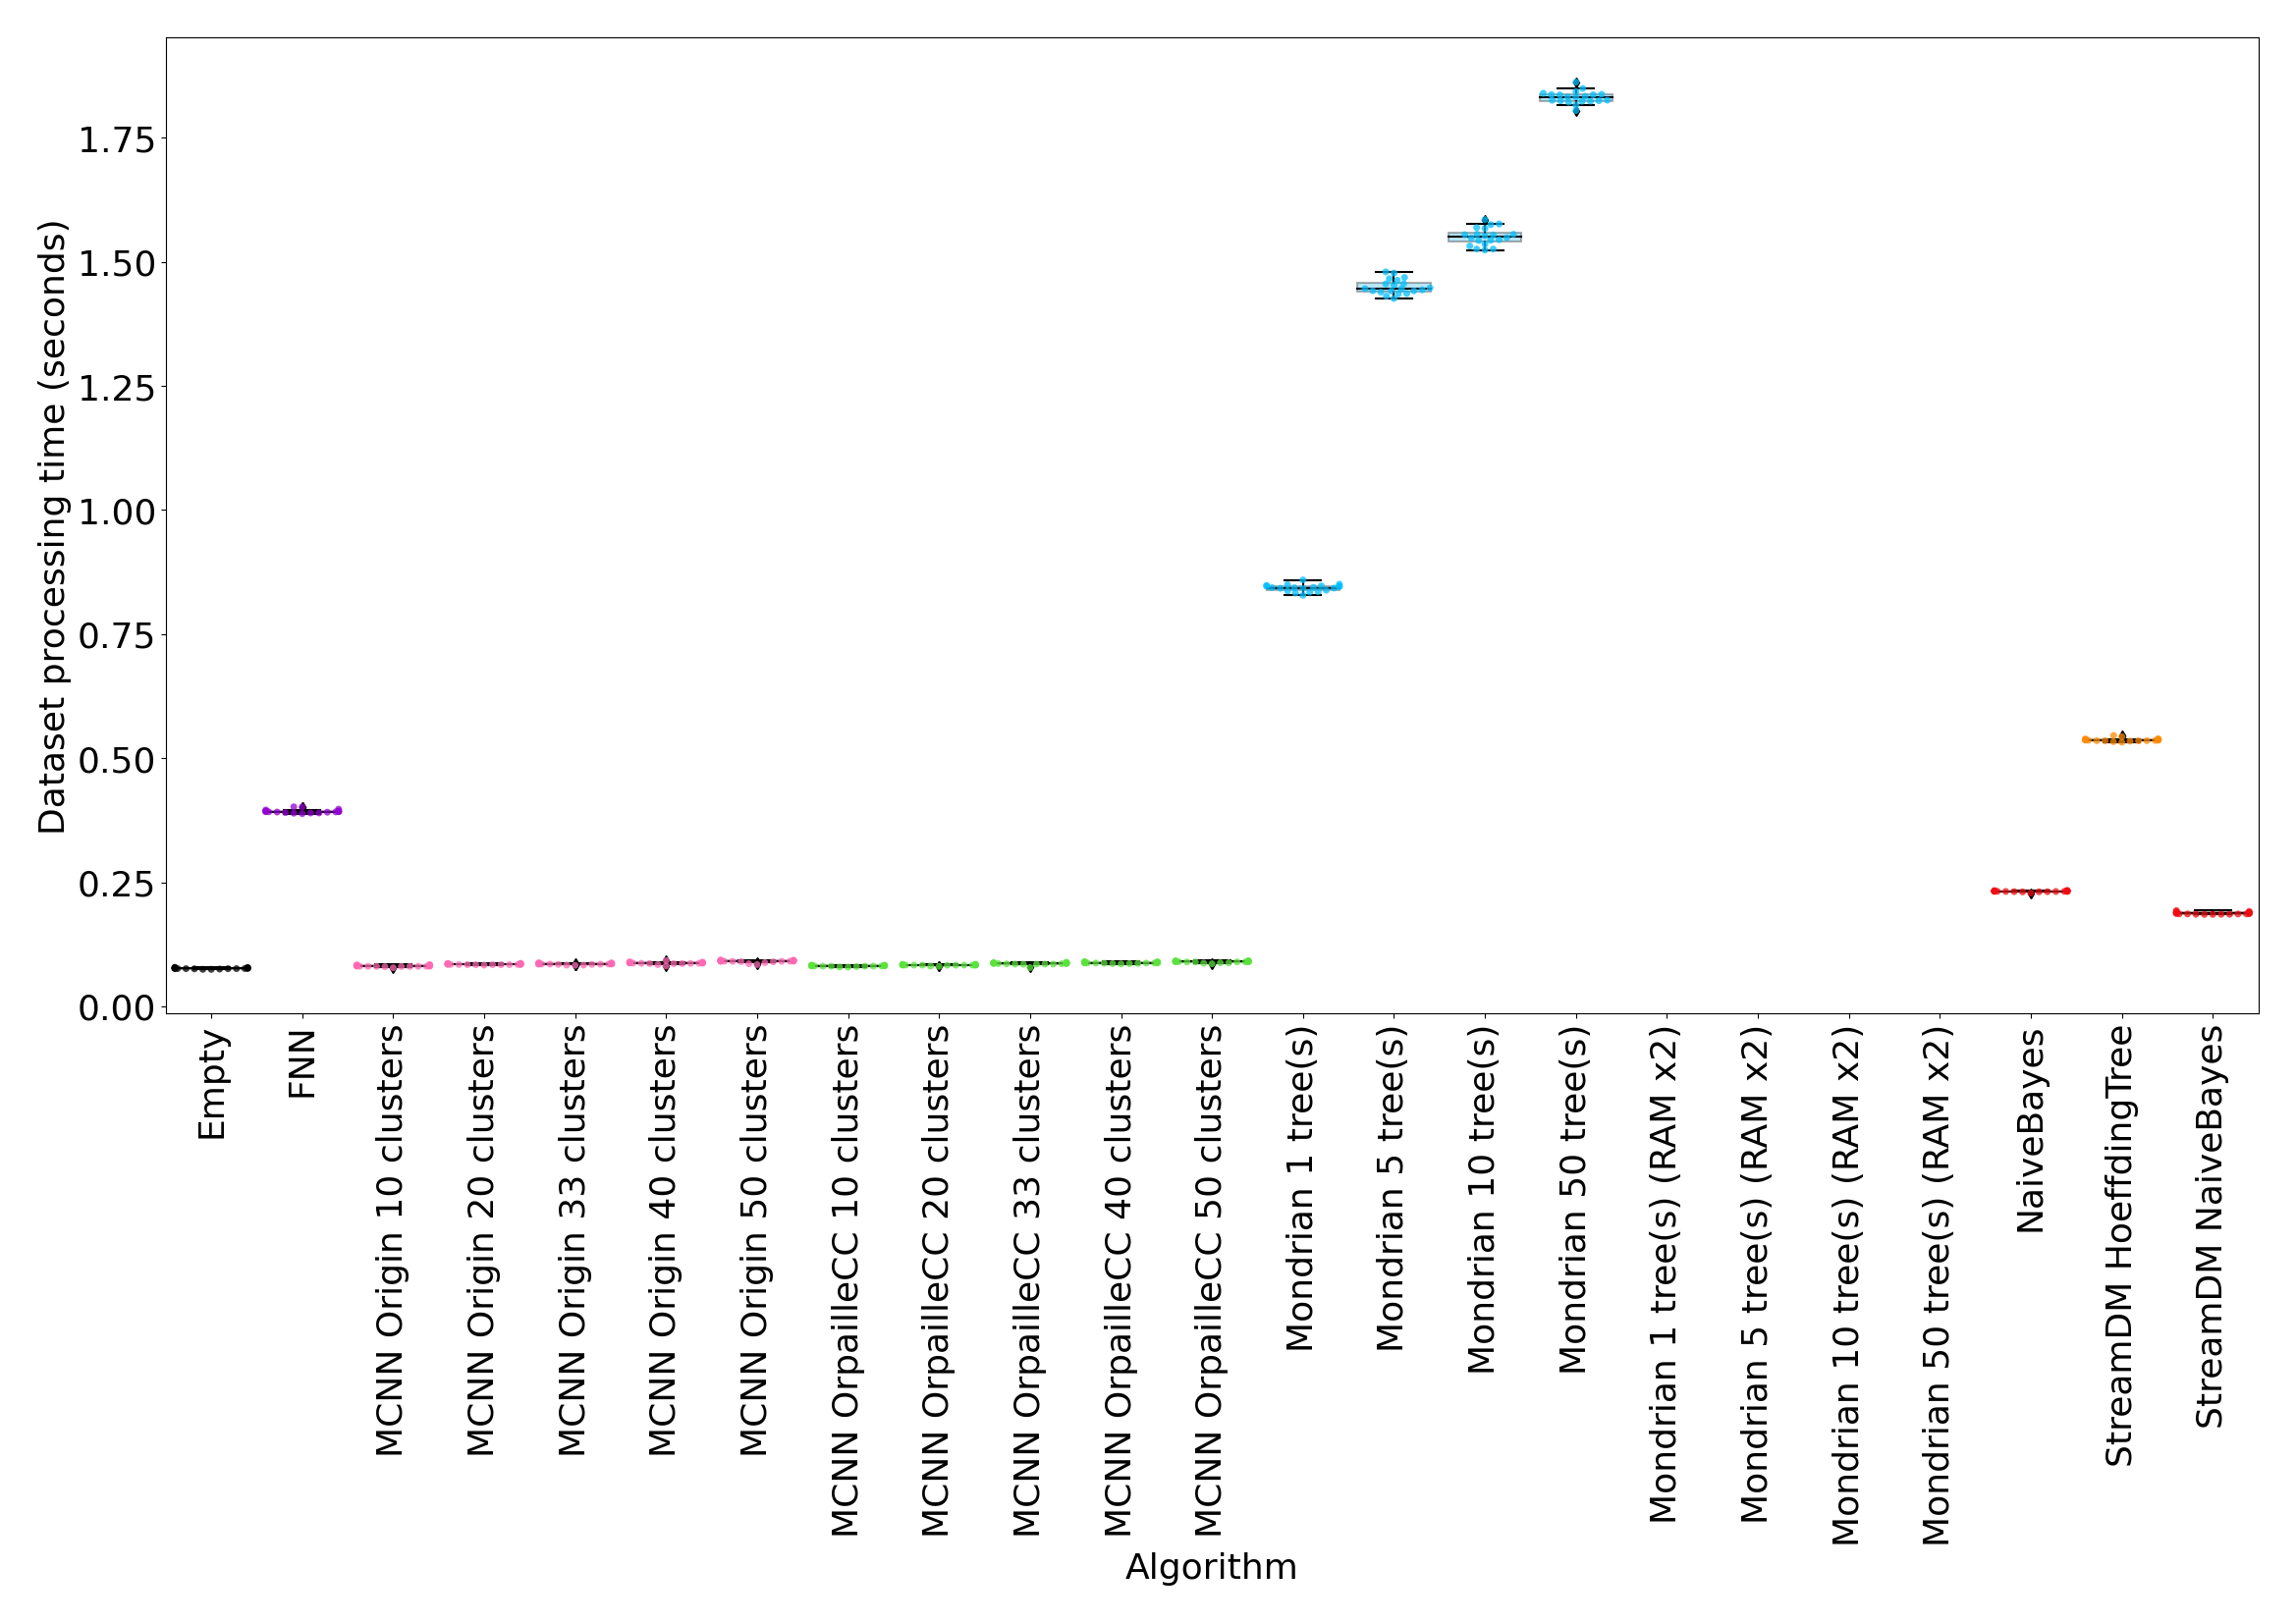 Dataset processing time (seconds)
1.75
1.50
1.25
1.00
0.75
0.50
0.25
0.00
Empty
FNN
MCNN Origin 10 clusters
MCNN Origin 20 clusters
MCNN Origin 33 clusters
MCNN Origin 40 clusters
MCNN Origin 50 clusters
MCNN OrpailleCC 10 clusters
MCNN OrpailleCC 20 clusters
MCNN OrpailleCC 33 clusters
MCNN OrpailleCC 40 clusters
MCNN OrpailleCC 50 clusters
Mondrian 1 tree(s)
Mondrian 5 tree(s)
Mondrian 10 tree(s)
Mondrian 50 tree(s)
Mondrian 1 tree(s) (RAM x2)
Mondrian 5 tree(s) (RAM x2)
Mondrian 10 tree(s) (RAM x2)
Mondrian 50 tree(s) (RAM x2)
NaiveBayes
StreamDM HoeffdingTree
StreamDM NaiveBayes
Algorithm